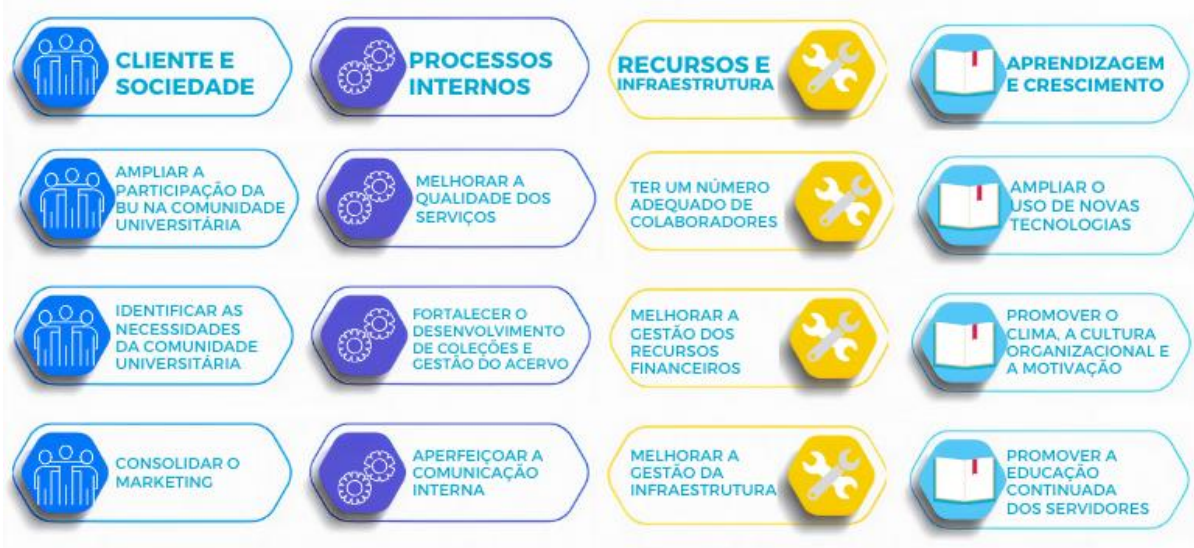 CLIENTE E
SOCIEDADE
PROCESSOS
INTERNOS
RECURSOS E
INFRAESTRUTURA
APRENDIZAGEM
E CRESCIMENTO
AMPLIAR A
PARTICIPAÇÃO DA
BU NA COMUNIDADE
UNIVERSITÁRIA
MELHORAR A
QUALIDADE DOS
SERVIÇOS
TER UM NÚMERO
ADEQUADO DE
COLABORADORES
AMPLIAR O
USO DE NOVAS
TECNOLOGIAS
IDENTIFICAR AS
NECESSIDADES
DA COMUNIDADE
UNIVERSITÁRIA
FORTALECER O
DESENVOLVIMENTO
DE COLEÇÕES E
GESTÃO DO ACERVO
MELHORAR A
GESTÃO DOS
RECURSOS
FINANCEIROS
PROMOVER O
CLIMA, A CULTURA
ORGANIZACIONAL E
A MOTIVAÇÃO
CONSOLIDAR O
MARKETING
APERFEIÇOAR A
COMUNICAÇÃO
INTERNA
MELHORAR A
GESTÃO DA
INFRAESTRUTURA
PROMOVER A
EDUCAÇÃO
CONTINUADA
DOS SERVIDORES